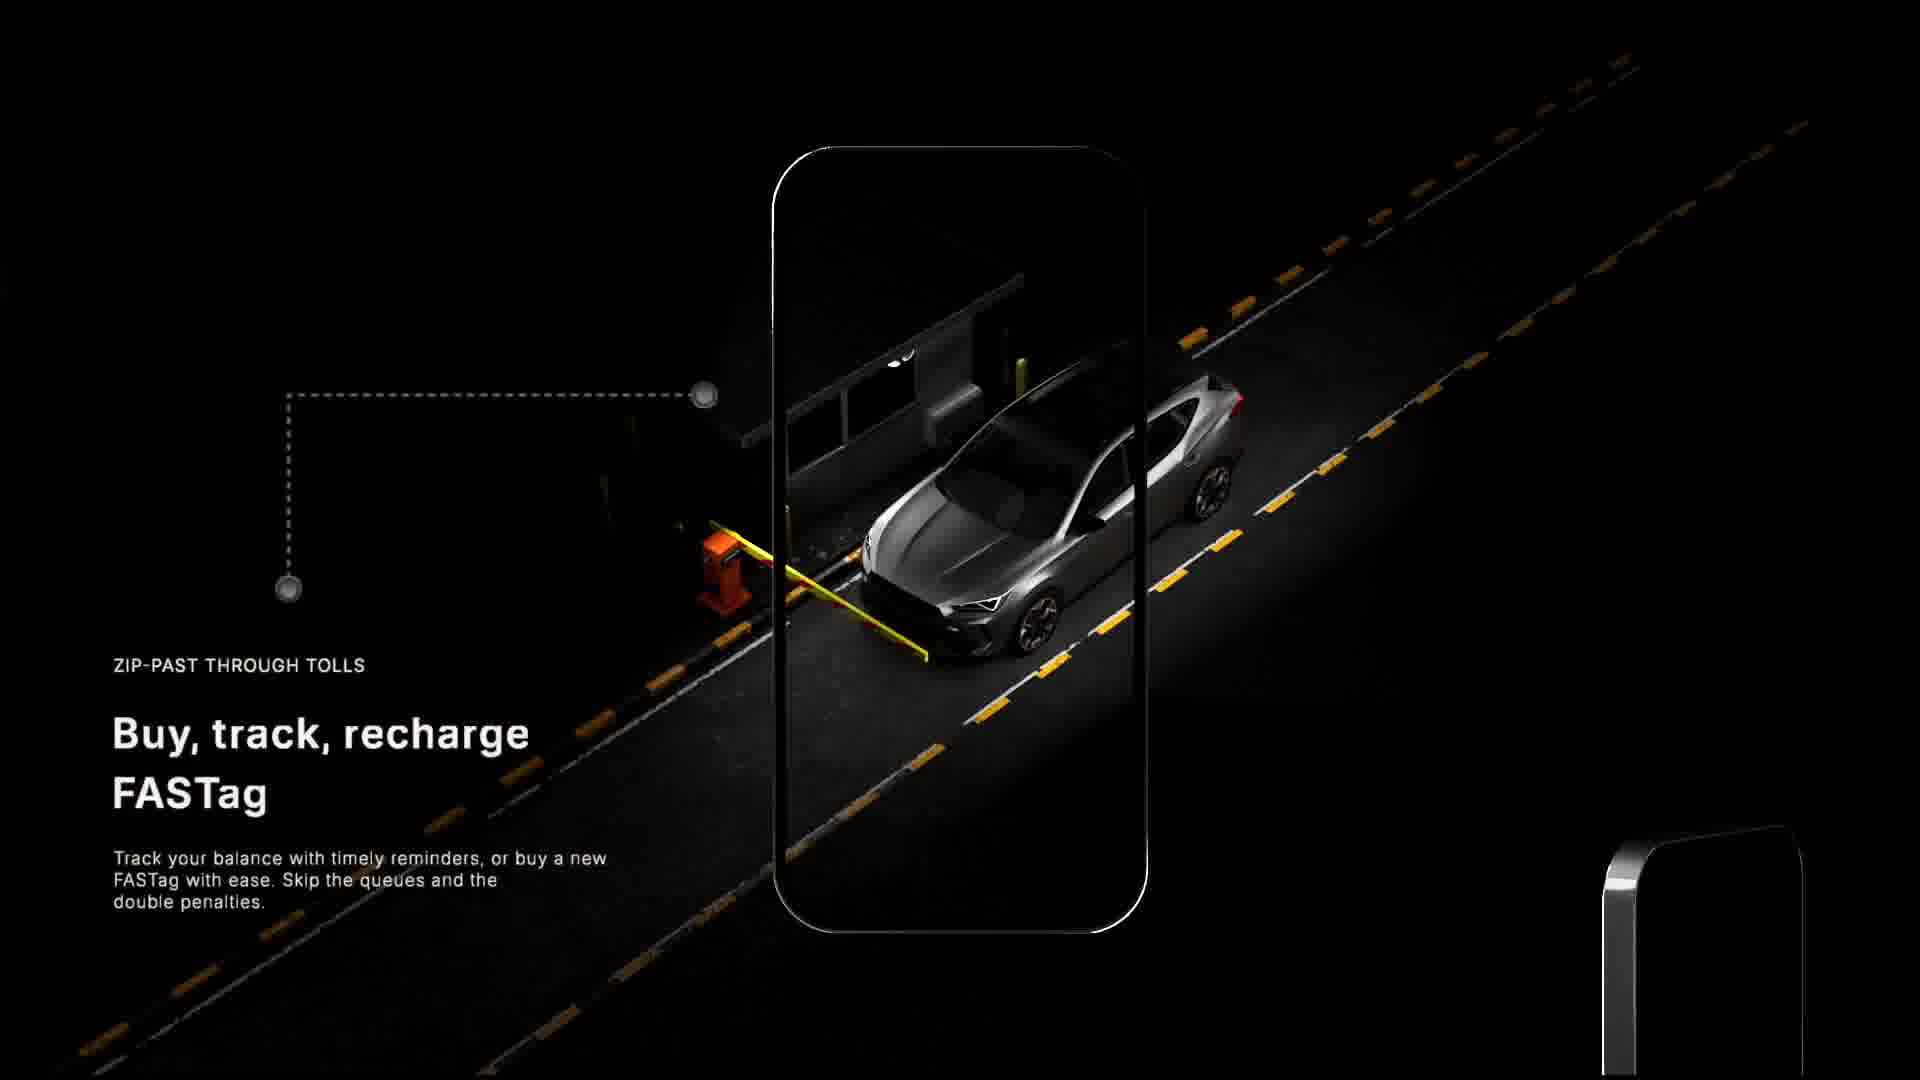 ZIP-PAST THROUGH TOLLS
Buy, track, recharge
FASTag
Track your balance with timely reminders, or buy a new
FASTag with ease. Skip the queues and the
double penalties.